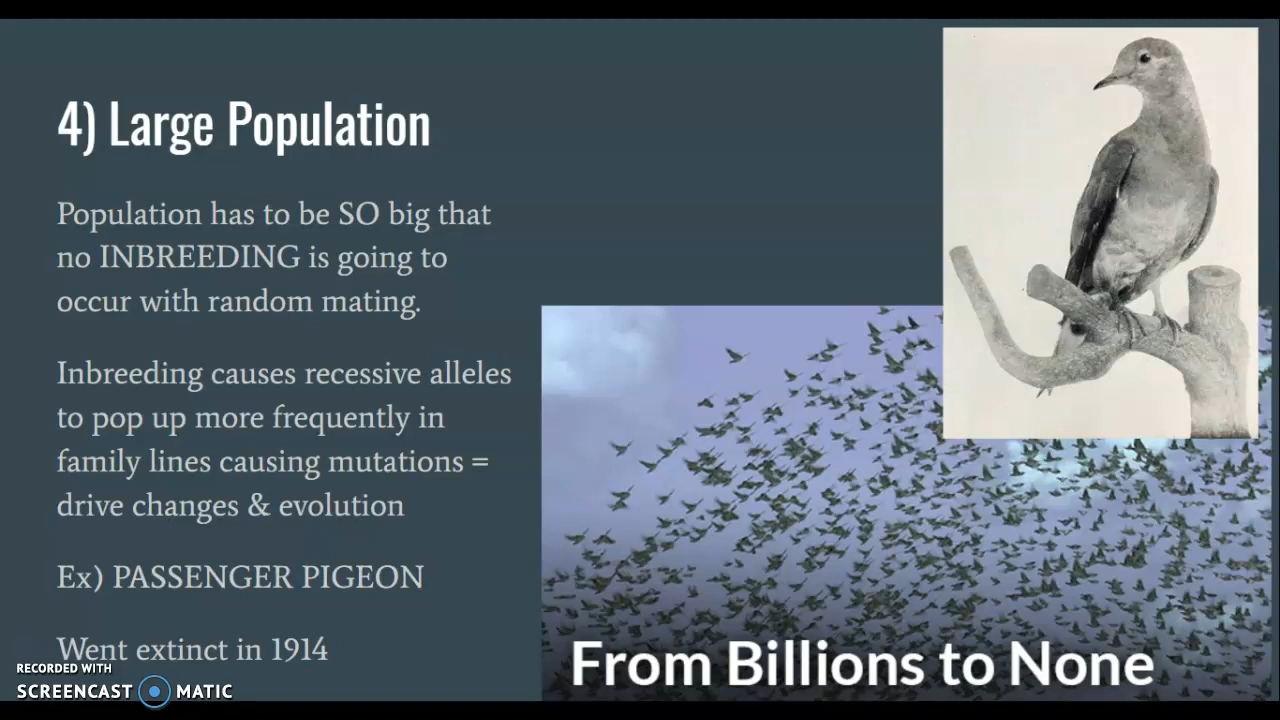 4) Large Population
Population has to be SO big that
no INBREEDING is going to
occur with random mating.
Inbreeding causes recessive alleles
to pop up more frequently in
family lines causing mutations =
drive changes & evolution
Ex) PASSENGER PIGEON
Went extinct in 1914
From Billions to None
RECORDED WITH
SCREENCAST MATIC